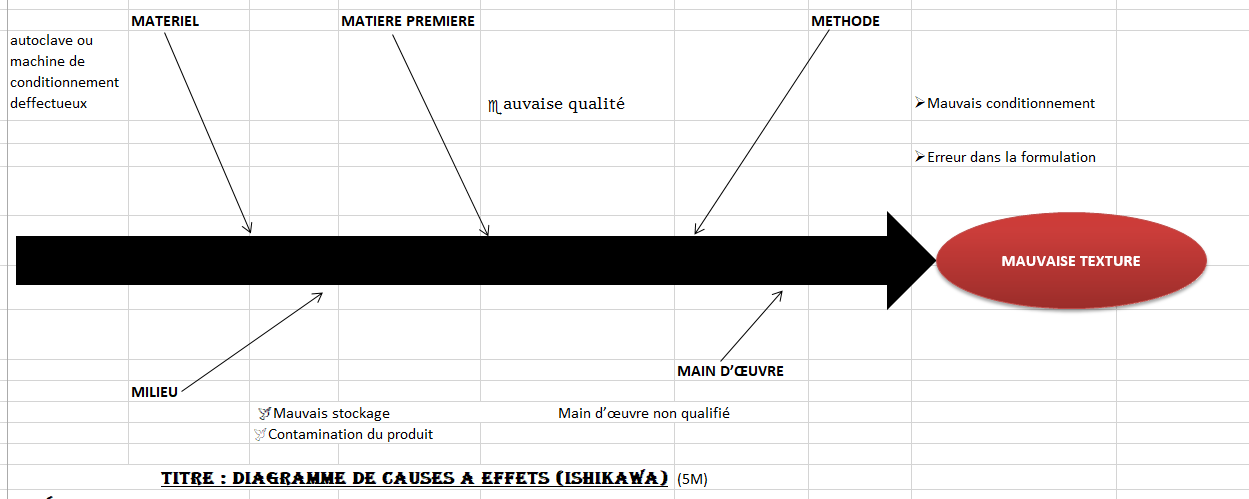 MATERIEL
MATIERE PREMIERE
METHODE
autoclave ou
machine de
conditionnement
deffectueux
mauvaise qualité
Mauvais conditionnement
Erreur dans la formulation
MAUVAISE TEXTURE
MAIN D’ŒUVRE
MILIEU
Mauvais stockage
Main d’œuvre non qualifié
Contamination du produit
TITRE : DIAGRAMME DE CAUSES A EFFETS (ISHIKAWA) (5M)